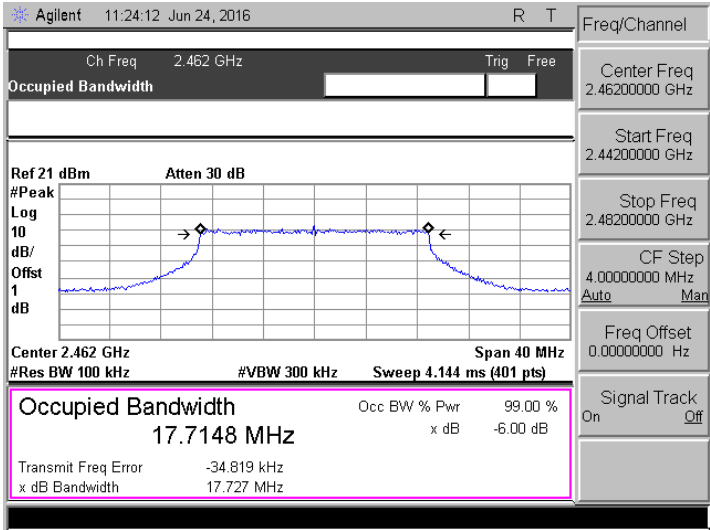 Agilent 11:24:12 Jun 24, 2016 R T
Ch Freq 2.462 GHz Trig Free
Occupied Bandwidth
Ref 21 dBm Atten 30 dB
#Peak
Log
10
dB/
Offst
1
dB
Center 2.462 GHz Span 40 MHz
#Res BW 100 kHz #VBW 300 kHz Sweep 4.144 ms (401 pts)
Occupied Bandwidth Occ BW % Pwr 99.00 %
17.7148 MHz x dB -6.00 dB
Transmit Freq Error -34.819 kHz
x dB Bandwidth 17.727 MHz
Freq/Channel
Center Freq
2.46200000 GHz
Start Freq
2.44200000 GHz
Stop Freq
2.48200000 GHz
CF Step
4.00000000 MHz
Auto Man
Freq Offset
0.00000000 Hz
Signal Track
On Off